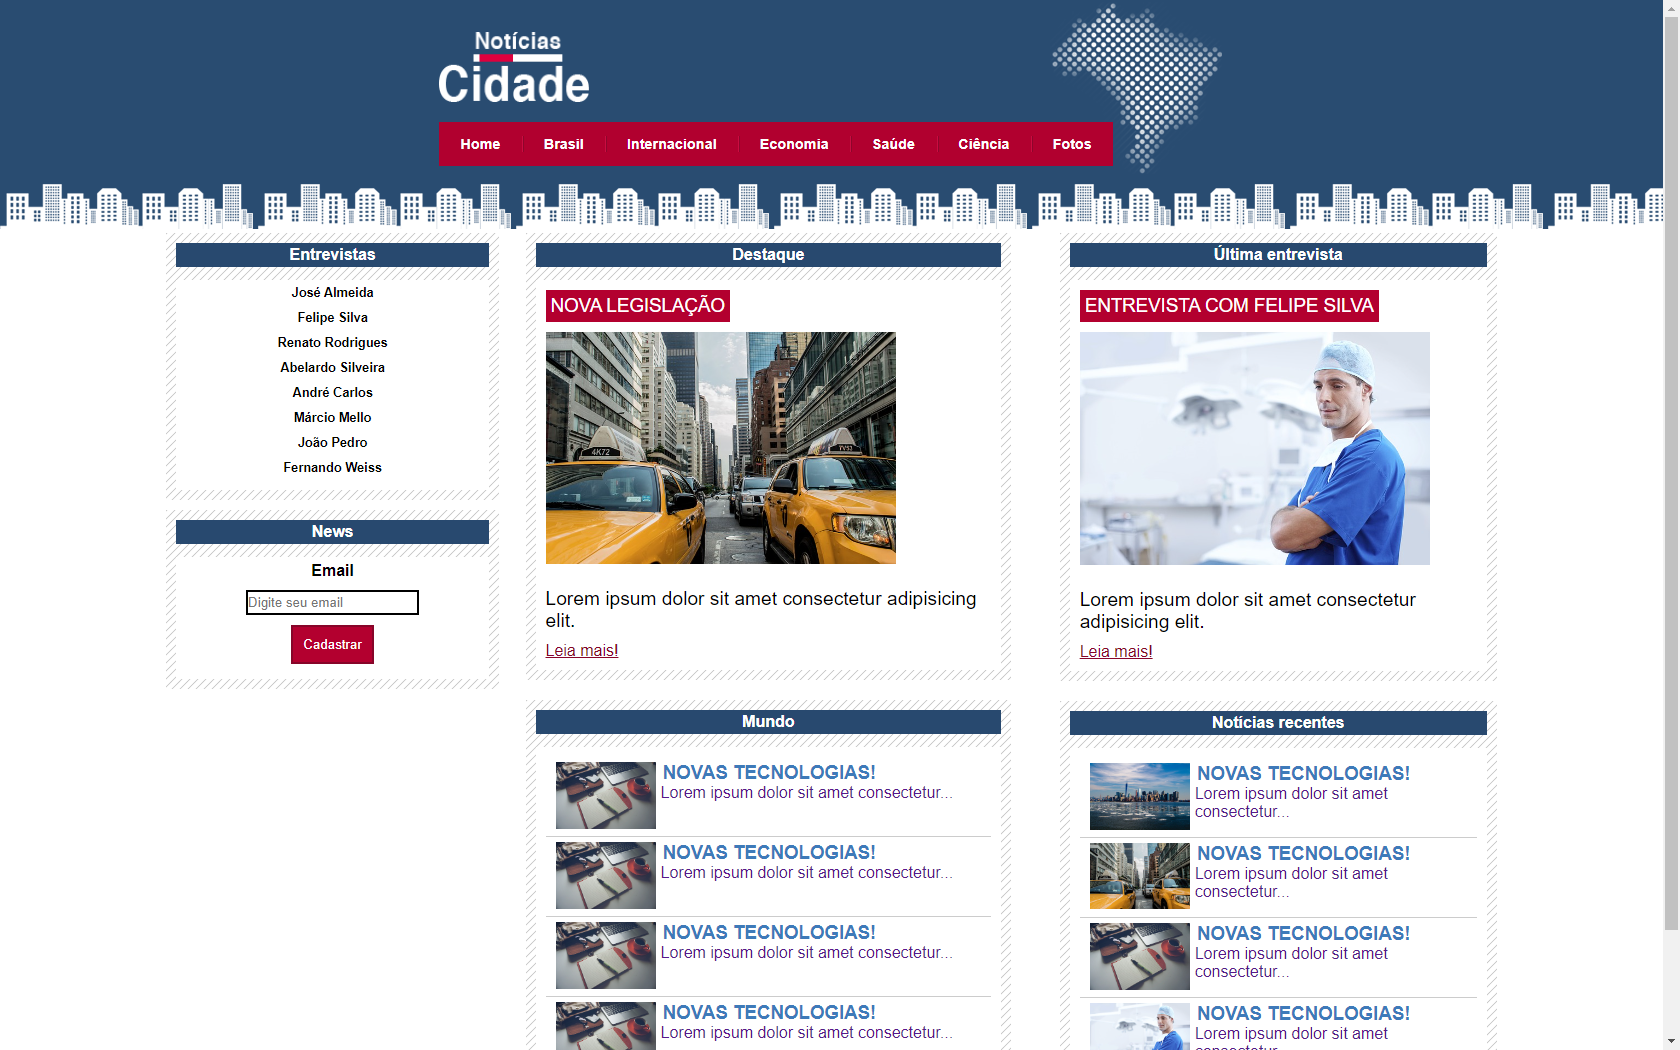 Notícias
Cidade
Home Brasil Internacional Economia Saúde Ciência Fotos
Entrevistas
José Almeida
Felipe Silva
Renato Rodrigues
Abelardo Silveira
André Carlos
Márcio Mello
João Pedro
Fernando Weiss
News
Email
Digite seu email
Cadastrar
Destaque
NOVA LEGISLAÇÃO
4K72
7V53
Lorem ipsum dolor sit amet consectetur adipisicing
elit.
Leia mais!
Mundo
NOVAS TECNOLOGIAS!
Lorem ipsum dolor sit amet consectetur...
NOVAS TECNOLOGIAS!
Lorem ipsum dolor sit amet consectetur...
NOVAS TECNOLOGIAS!
Lorem ipsum dolor sit amet consectetur...
NOVAS TECNOLOGIAS!
Lorem ipsum dolor sit amet consectetur...
Última entrevista
ENTREVISTA COM FELIPE SILVA
Lorem ipsum dolor sit amet consectetur
adipisicing elit.
Leia mais!
Notícias recentes
NOVAS TECNOLOGIAS!
Lorem ipsum dolor sit amet
consectetur...
NOVAS TECNOLOGIAS!
Lorem ipsum dolor sit amet
consectetur...
NOVAS TECNOLOGIAS!
Lorem ipsum dolor sit amet
consectetur...
NOVAS TECNOLOGIAS!
Lorem ipsum dolor sit amet
consectetur...